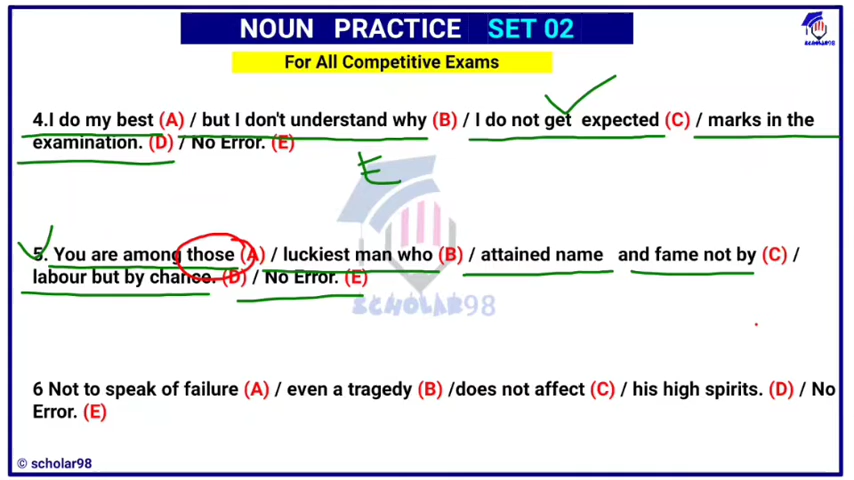 NOUN PRACTICE SET 02
SCHOLAR98
For All Competitive Exams
4.I do my best (A) / but I don't understand why (B) / I do not get expected (C) / marks in the
examination. (D) / No Error. (E)
E
5. You are among those (A) / luckiest man who (B) / attained name and fame not by (C) /
labour but by chance. (D) / No Error. (E)
SCHOLAR98
6 Not to speak of failure (A) / even a tragedy (B) /does not affect (C) / his high spirits. (D) / No
Error. (E)
© scholar98